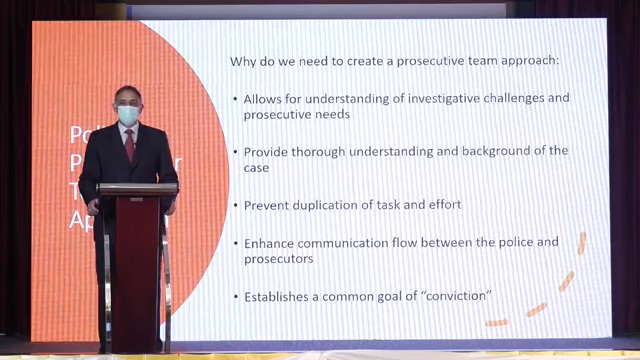 Why do we need to create a prosecutive team approach:
• Allows for understanding of investigative challenges and
prosecutive needs
• Provide thorough understanding and background of the
case
• Prevent duplication of task and effort
• Enhance communication flow between the police and
prosecutors
• Establishes a common goal of “conviction”